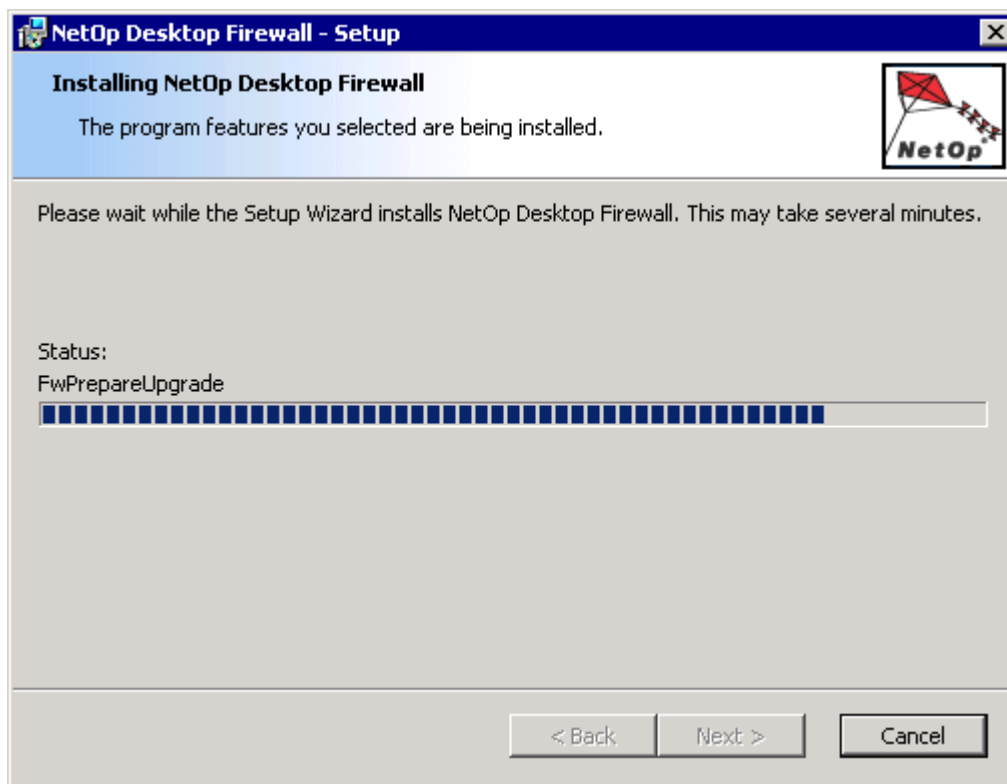 NetOp Desktop Firewall - Setup
Installing NetOp Desktop Firewall
The program features you selected are being installed.
NetOp®
Please wait while the Setup Wizard installs NetOp Desktop Firewall. This may take several minutes.
Status:
FwPrepareUpgrade
< Back
Next >
Cancel